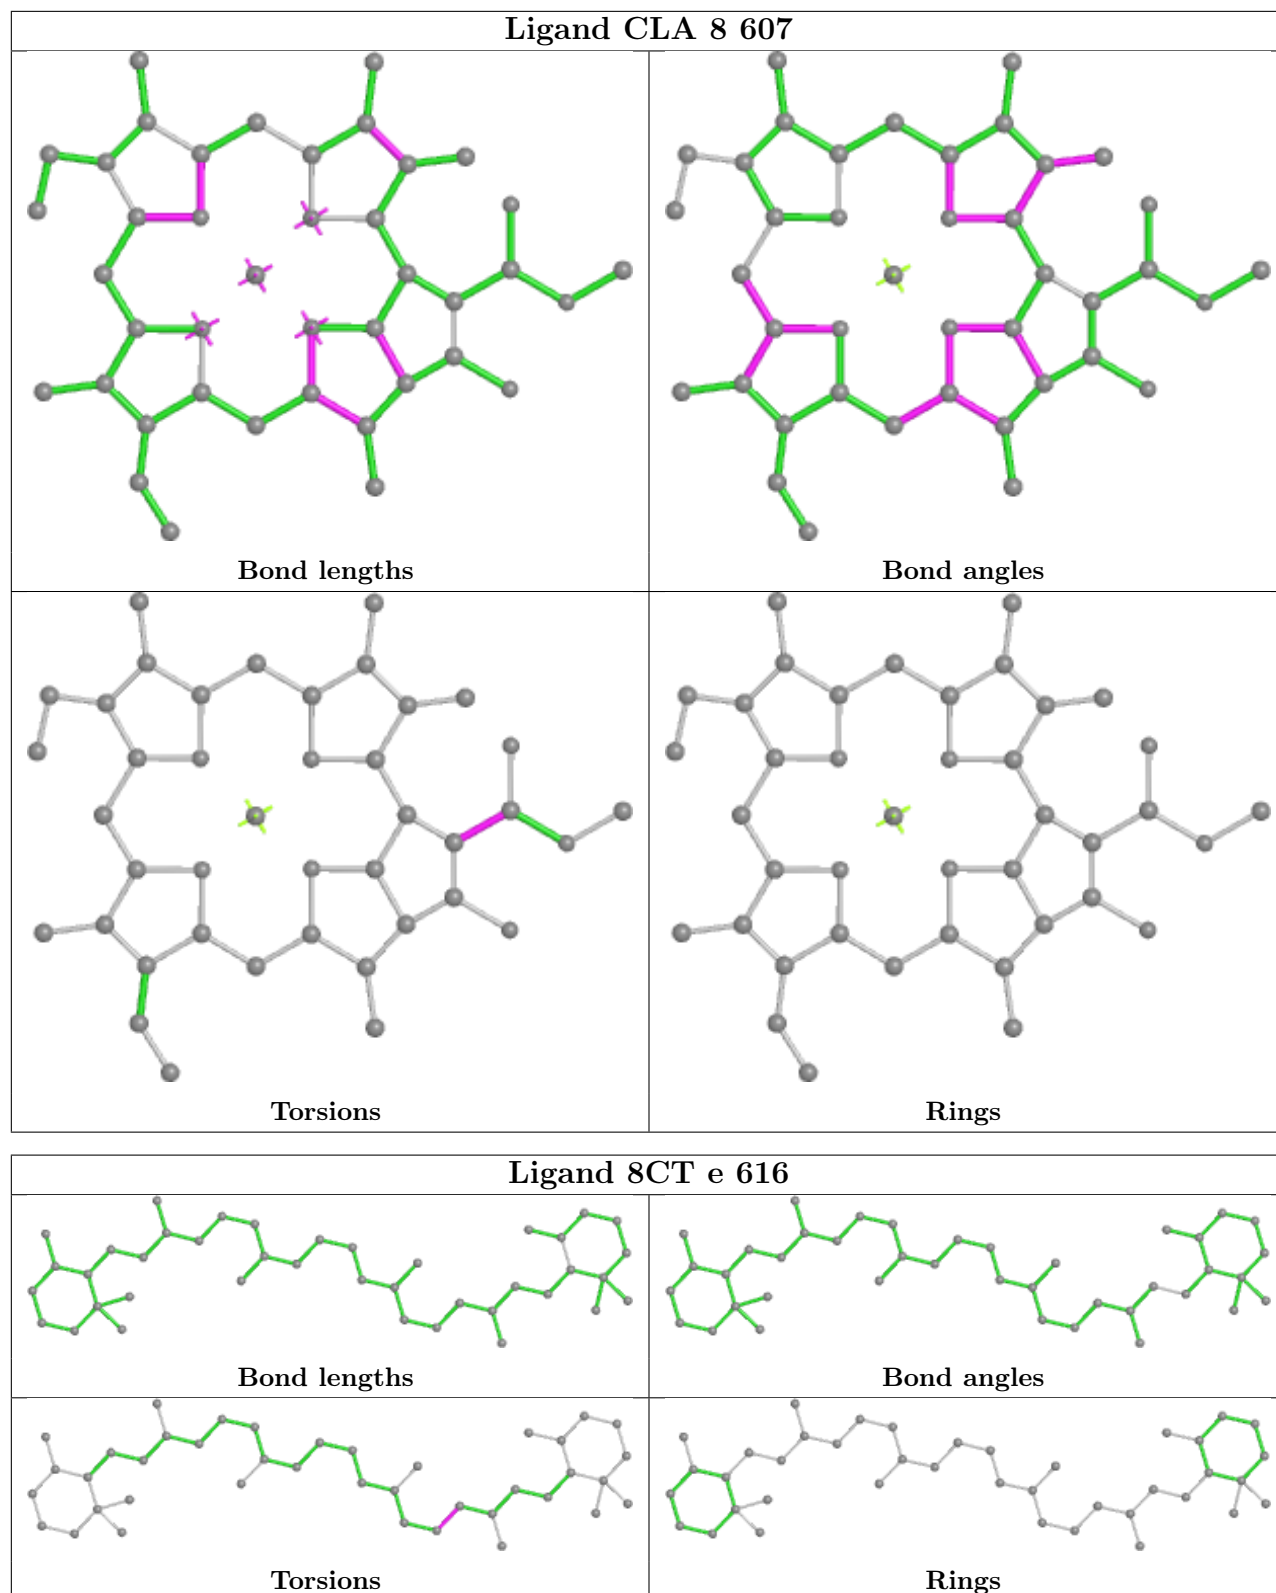 Ligand CLA 8 607
Bond lengths
Bond angles
Torsions
Rings
Ligand 8CT e 616
Bond lengths
Bond angles
Torsions
Rings